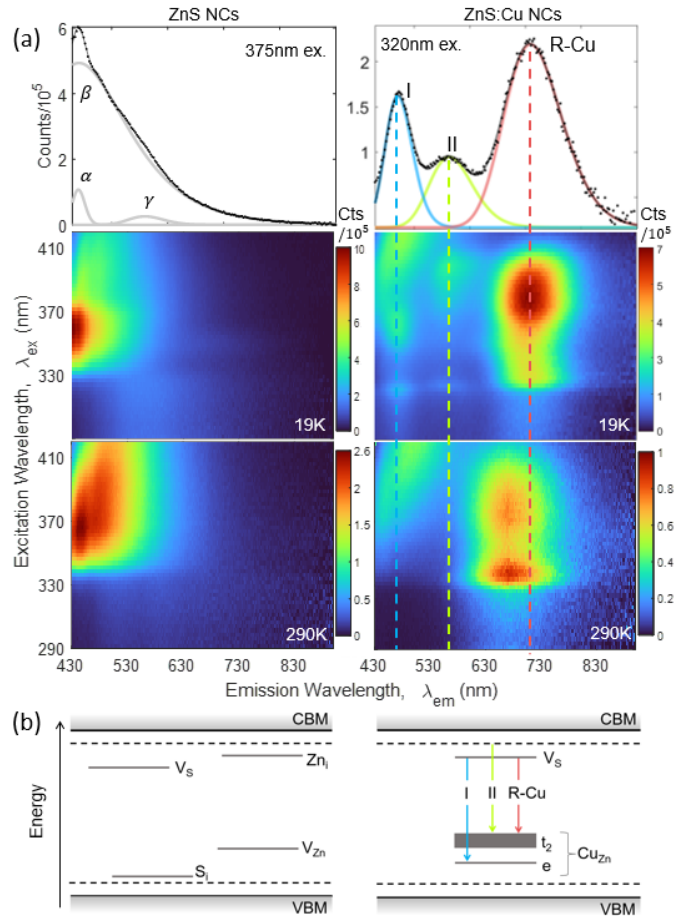 ZnS NCs
ZnS:Cu NCs
(a)
375nm ex.
320nm ex.
R-Cu
I
II
β
α
γ
Counts/10⁵
6
4
2
0
2
1.5
1
0.5
0
Cts
/10⁵
Cts
/10⁵
410
370
330
19K
10
8
6
4
2
0
19K
7
6
5
4
3
2
1
0
410
370
330
290
290K
2.6
2
1.5
1
0.5
0
290K
1
0.8
0.6
0.4
0.2
0
Excitation Wavelength, λex (nm)
430 530 630 730 830
430 530 630 730 830
Emission Wavelength, λem (nm)
(b)
Energy
CBM
VS
Zni
VZn
Si
VBM
CBM
VS
I II R-Cu
t2
e
CuZn
VBM